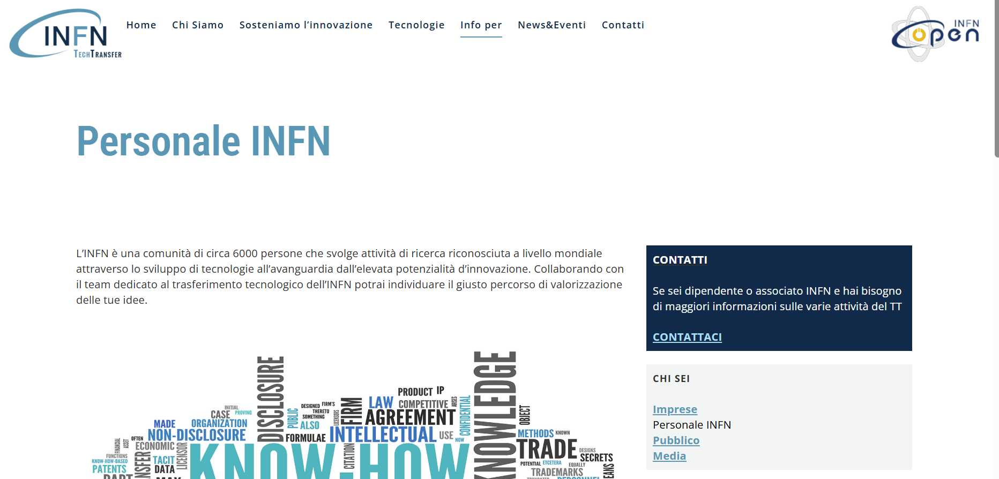 INFN
TechTransfer
Home
Chi Siamo
Sosteniamo l’innovazione
Tecnologie
Info per
News&Eventi
Contatti
INFN
open
Personale INFN
L’INFN è una comunità di circa 6000 persone che svolge attività di ricerca riconosciuta a livello mondiale
attraverso lo sviluppo di tecnologie all’avanguardia dall’elevata potenzialità d’innovazione. Collaborando con
il team dedicato al trasferimento tecnologico dell’INFN potrai individuare il giusto percorso di valorizzazione
delle tue idee.
CONTATTI
Se sei dipendente o associato INFN e hai bisogno
di maggiori informazioni sulle varie attività del TT
CONTATTACI
CHI SEI
Imprese
Personale INFN
Pubblico
Media
DISCLOSURE
KNOWLEDGE
PRODUCT
IP
LAW
COMPETITIVE
ARISES
CONFIDENTIAL
FIRM
AGREEMENT
OBJECT
INITIAL
CASE
PROVING
DESIGNED
FIRM'S
THERETO
SOMETHING
PUBLIC
ALSO
LICENSORS
MADE
ORGANIZATION
NON-DISCLOSURE
FORMULAE
INTELLECTUAL
USE
NOW
METHODS
KNOWN
TRADE
DESIGNS
SECRETS
OFTEN
FINANCIAL
ASSET
ECONOMIC
LICENSOR
FUNCTIONS
KNOW-HOW-BASED
PATENTS
TACIT
DATA
KNOW-HOW
CITATION
POTENTIAL
ETCETERA
EQUALLY
TRADEMARKS